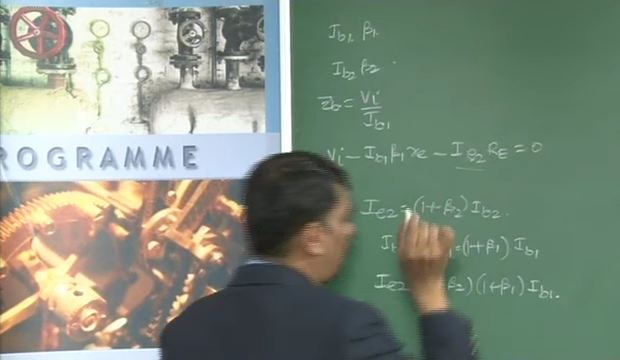 ROGRAMME
Ib1 β1.
Ib2 β2.
Zb = Vi / Ib1
Vi - Ib1 β1 re - Ie2 RE = 0
Ie2 = (1+β2) Ib2.
= (1+β1) Ib1
Ie2 β2)(1+β1) Ib1.